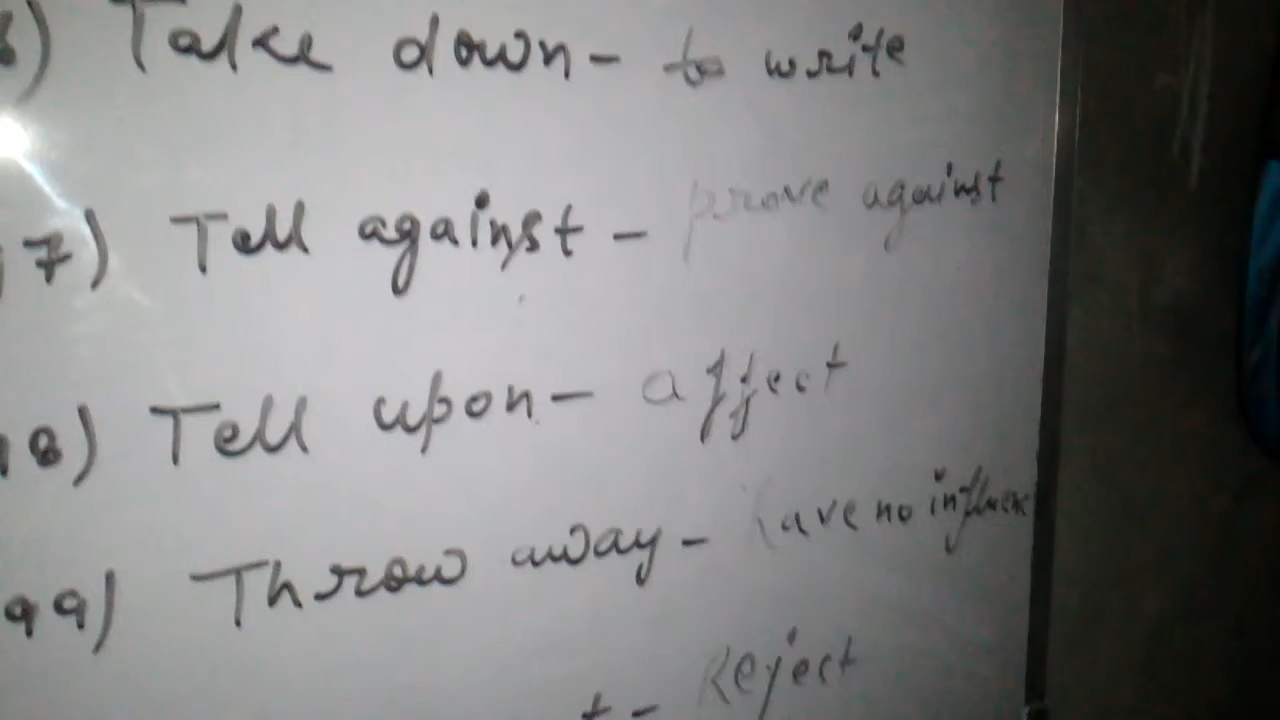 ) Take down - to write
7) Tell against - prove against
98) Tell upon - affect
99) Throw away - have no influence
t - Reject